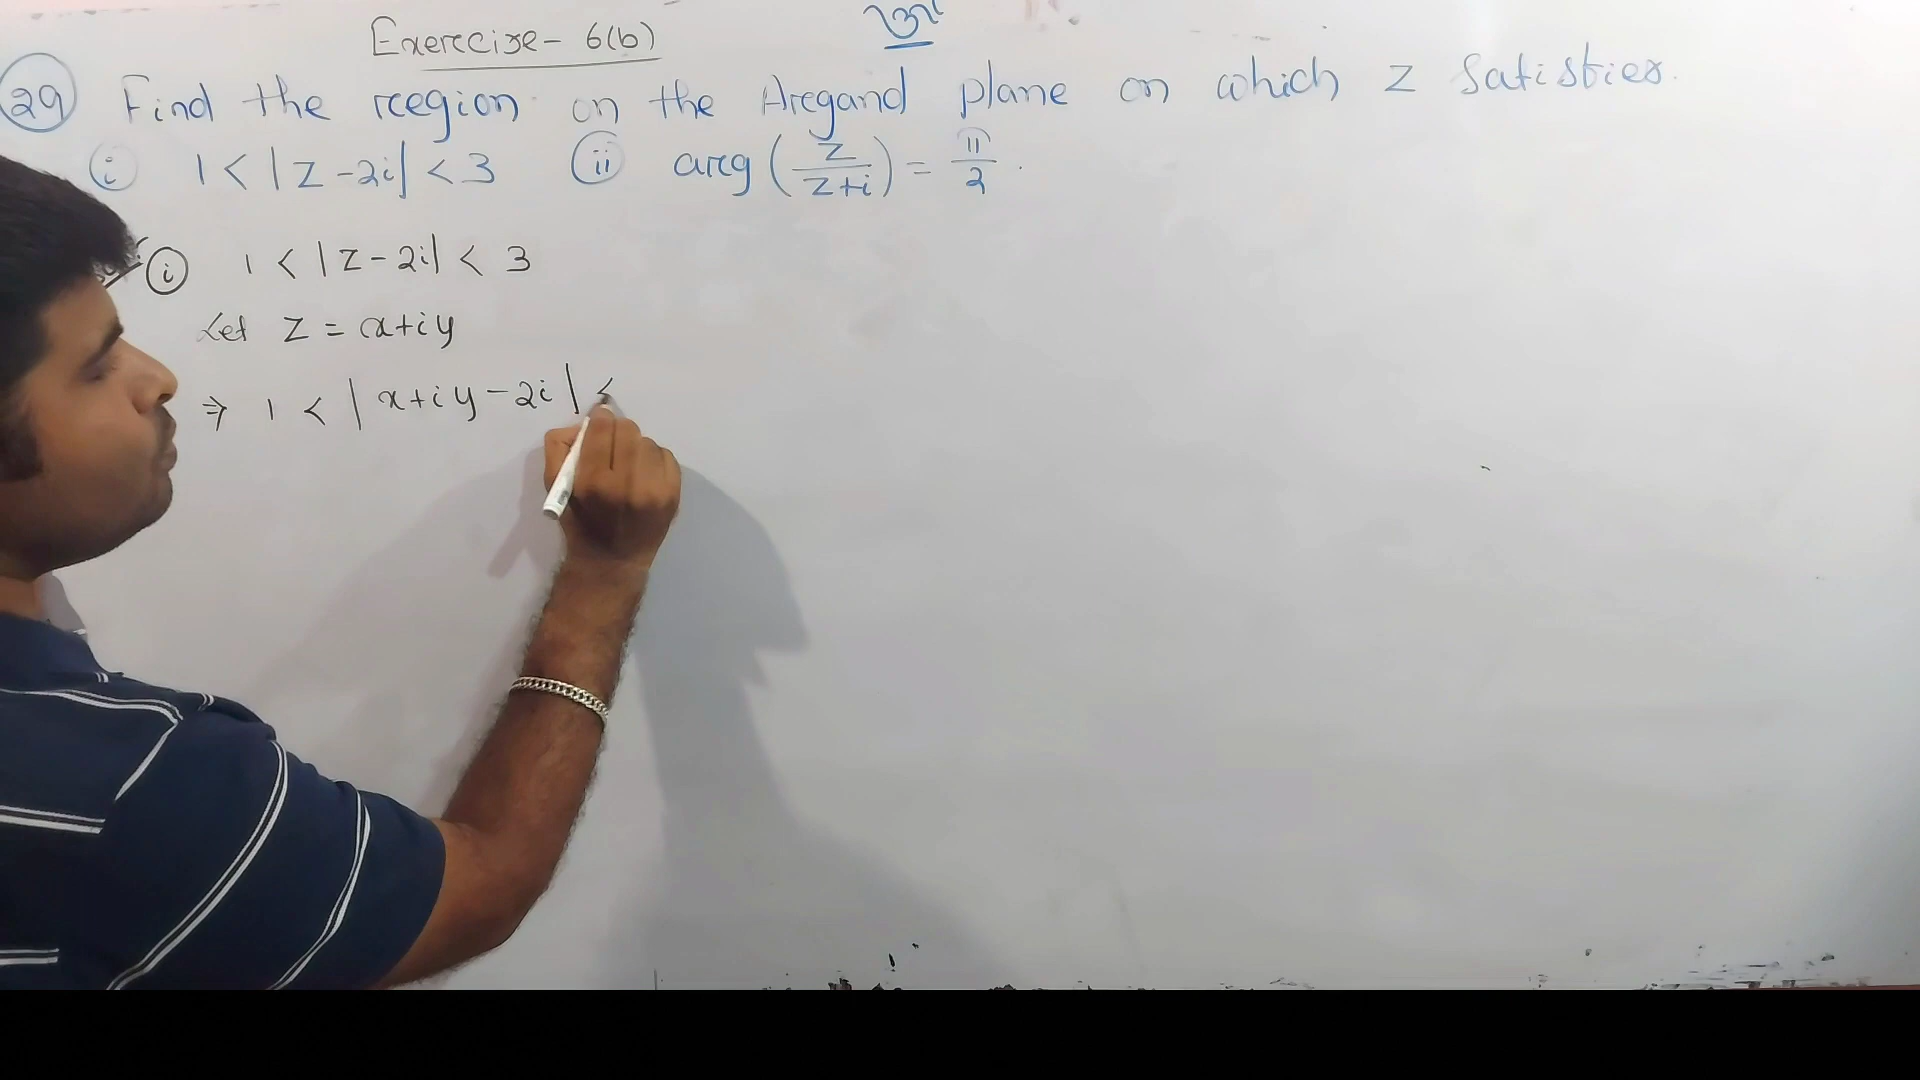 Exercise- 6(b)
ॐ
29 Find the region on the Argand plane on which z satisfies.
(i) 1 < |z-2i| < 3 (ii) arg (z/(z+i)) = π/2.
(i) 1 < |z-2i| < 3
Let z = x+iy
⇒ 1 < | x+iy-2i | <